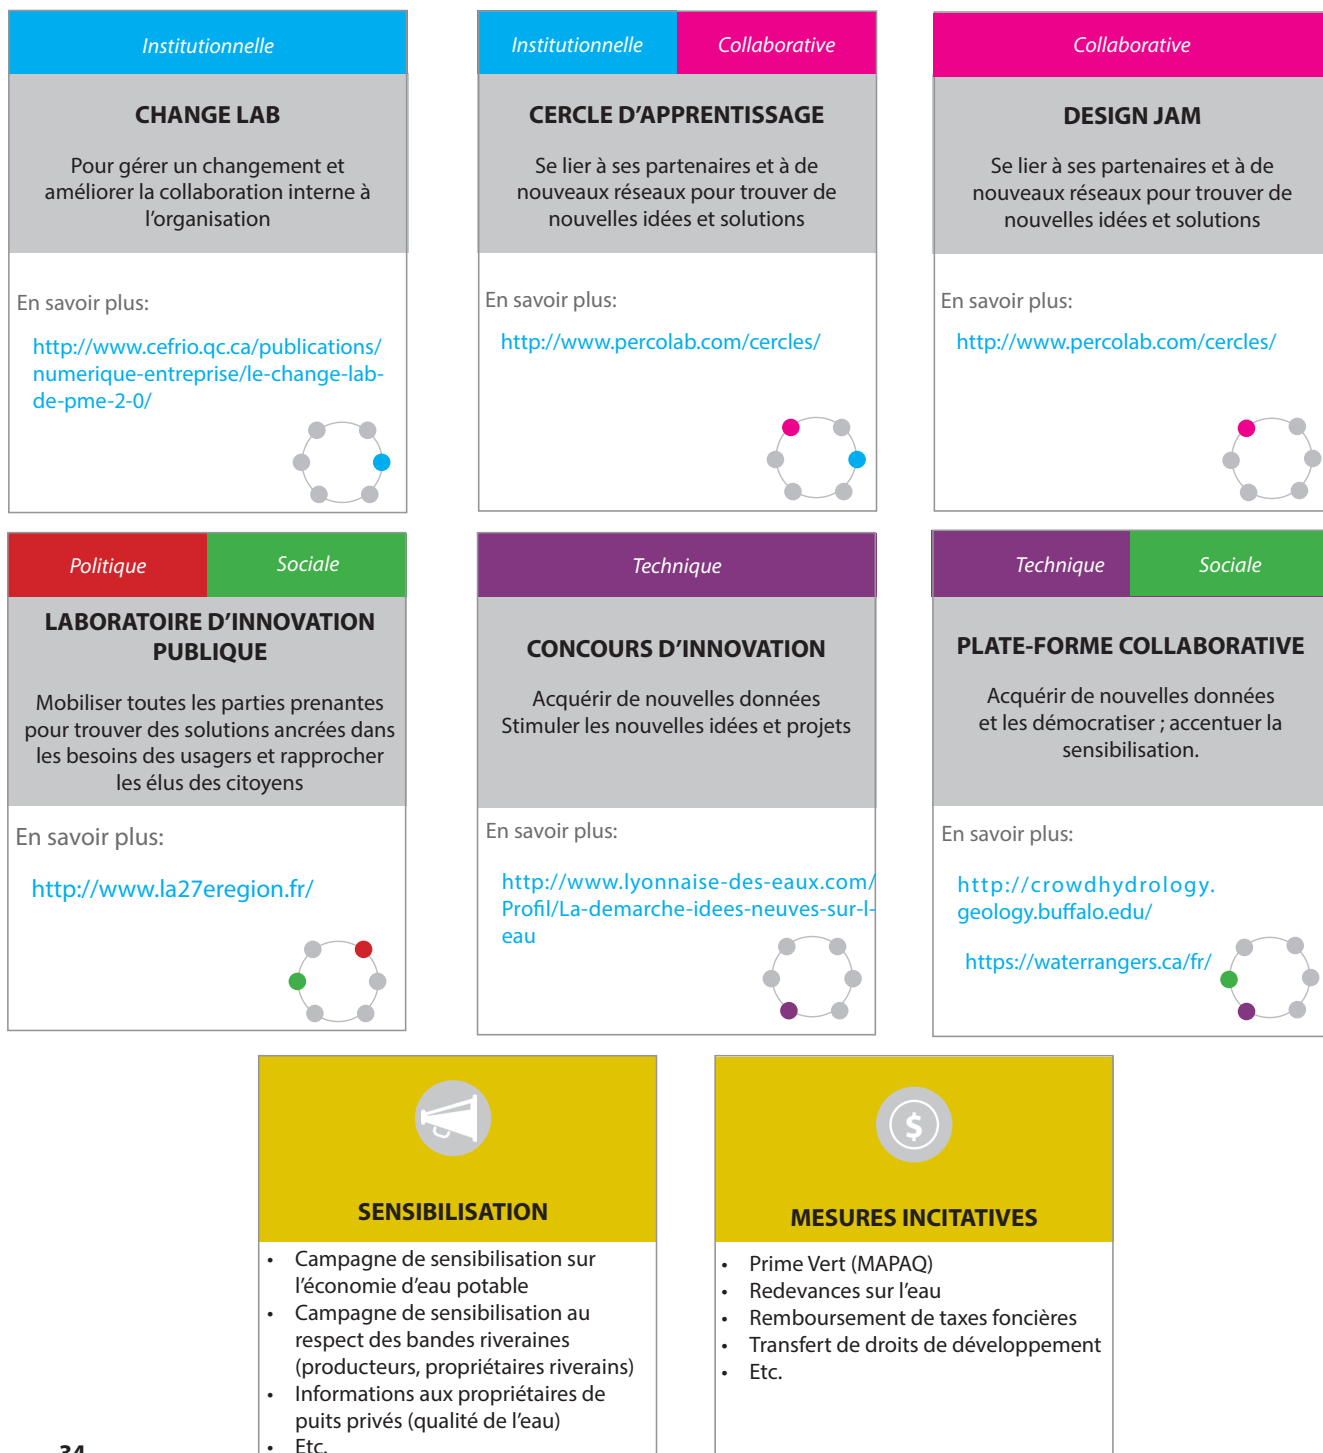 Institutionnelle
CHANGE LAB
Pour gérer un changement et
améliorer la collaboration interne à
l'organisation
En savoir plus:
http://www.cefrio.qc.ca/publications/
numerique-entreprise/le-change-lab-
de-pme-2-0/
Institutionnelle
Collaborative
CERCLE D'APPRENTISSAGE
Se lier à ses partenaires et à de
nouveaux réseaux pour trouver de
nouvelles idées et solutions
En savoir plus:
http://www.percolab.com/cercles/
Collaborative
DESIGN JAM
Se lier à ses partenaires et à de
nouveaux réseaux pour trouver de
nouvelles idées et solutions
En savoir plus:
http://www.percolab.com/cercles/
Politique
Sociale
LABORATOIRE D'INNOVATION
PUBLIQUE
Mobiliser toutes les parties prenantes
pour trouver des solutions ancrées dans
les besoins des usagers et rapprocher
les élus des citoyens
En savoir plus:
http://www.la27eregion.fr/
Technique
CONCOURS D'INNOVATION
Acquérir de nouvelles données
Stimuler les nouvelles idées et projets
En savoir plus:
http://www.lyonnaise-des-eaux.com/
Profil/La-demarche-idees-neuves-sur-l-
eau
Technique
Sociale
PLATE-FORME COLLABORATIVE
Acquérir de nouvelles données
et les démocratiser ; accentuer la
sensibilisation.
En savoir plus:
http://crowdhydrology.
geology.buffalo.edu/
https://waterrangers.ca/fr/
SENSIBILISATION
• Campagne de sensibilisation sur
l'économie d'eau potable
• Campagne de sensibilisation au
respect des bandes riveraines
(producteurs, propriétaires riverains)
• Informations aux propriétaires de
puits privés (qualité de l'eau)
• Etc.
$
MESURES INCITATIVES
• Prime Vert (MAPAQ)
• Redevances sur l'eau
• Remboursement de taxes foncières
• Transfert de droits de développement
• Etc.
34